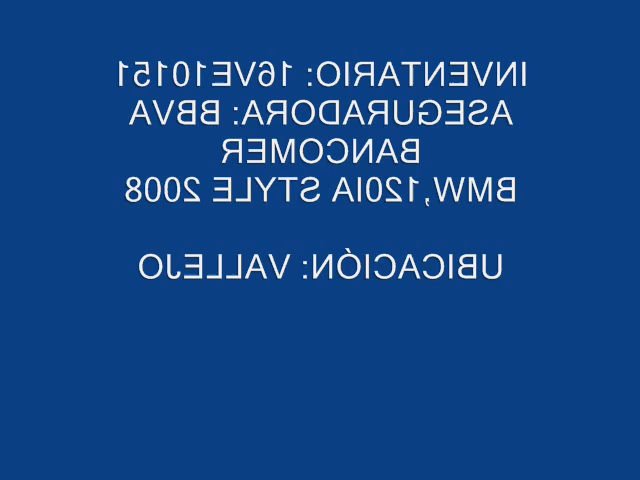 INVENTARIO: 16VE10151
ASEGURADORA: BBVA
BANCOMER
BMW,120IA STYLE 2008
UBICACIÓN: VALLEJO